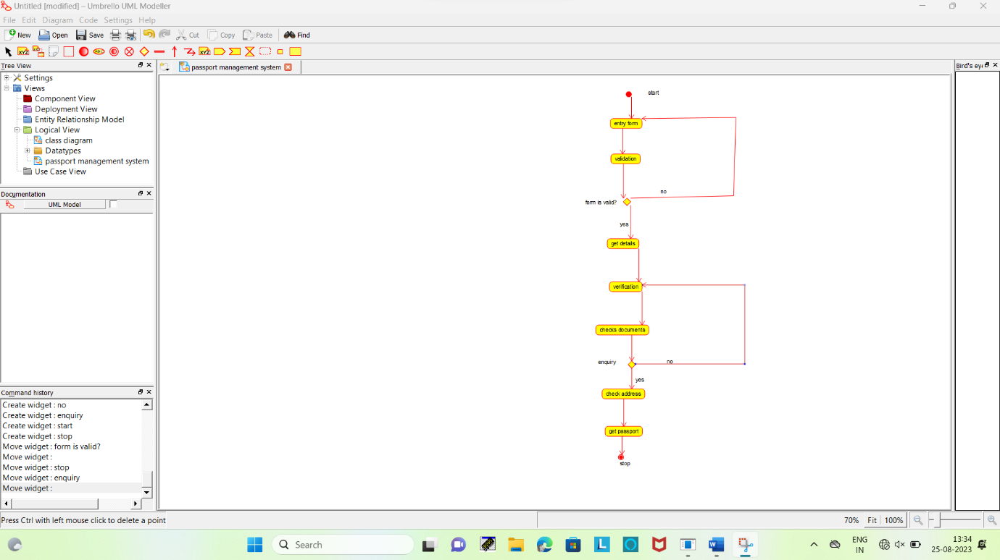 Untitled [modified] – Umbrello UML Modeller
File Edit Diagram Code Settings Help
New Open Save Cut Copy Paste Find
XYZ ABC XYZ
Tree View
Settings
Views
Component View
Deployment View
Entity Relationship Model
Logical View
class diagram
Datatypes
passport management system
Use Case View
Documentation
UML Model
Command history
Create widget : no
Create widget : enquiry
Create widget : start
Create widget : stop
Move widget : form is valid?
Move widget :
Move widget : stop
Move widget : enquiry
Move widget :
passport management system
start
entry form
validation
no
form is valid?
yes
get details
verification
checks documents
enquiry
no
yes
check address
get passport
stop
Bird's eye
Press Ctrl with left mouse click to delete a point
70% Fit 100%
Search
ENG
IN
13:34
25-08-2023